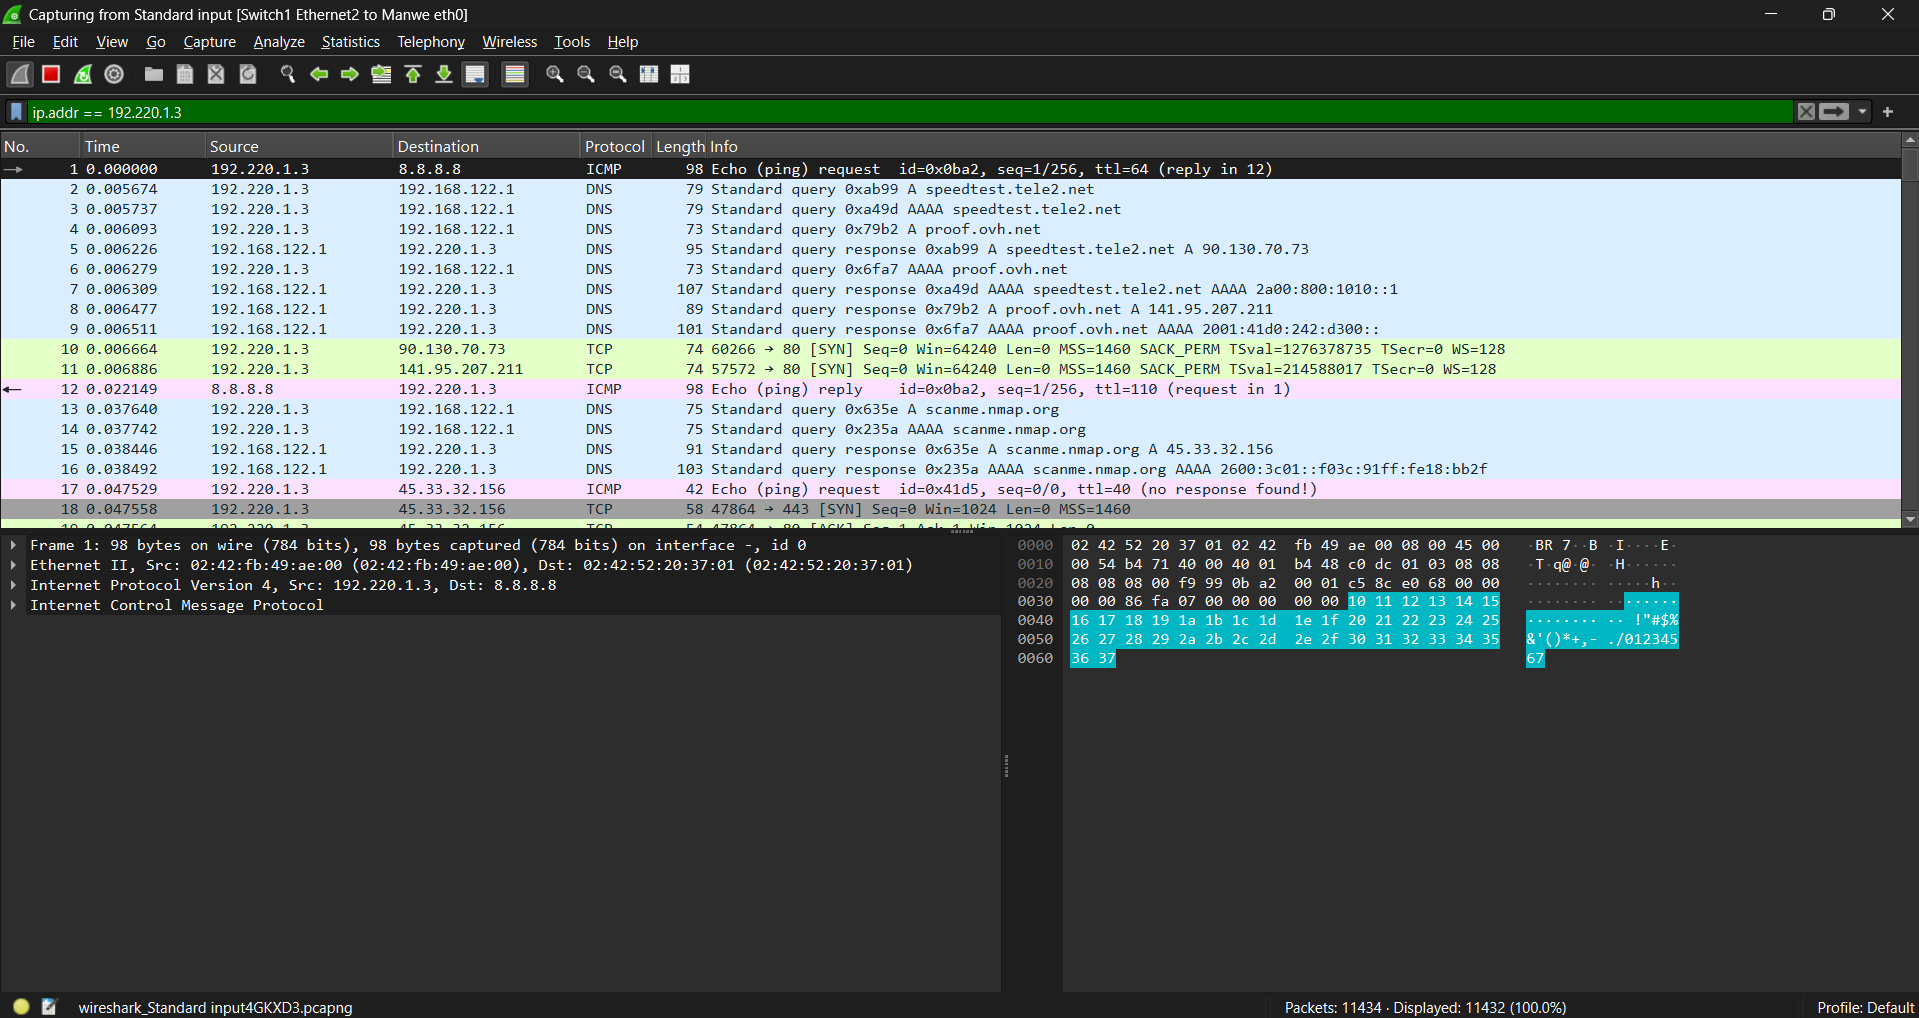 Capturing from Standard input [Switch1 Ethernet2 to Manwe eth0]
File Edit View Go Capture Analyze Statistics Telephony Wireless Tools Help
ip.addr == 192.220.1.3
No. Time Source Destination Protocol Length Info
1 0.000000 192.220.1.3 8.8.8.8 ICMP 98 Echo (ping) request id=0x0ba2, seq=1/256, ttl=64 (reply in 12)
2 0.005674 192.220.1.3 192.168.122.1 DNS 79 Standard query 0xab99 A speedtest.tele2.net
3 0.005737 192.220.1.3 192.168.122.1 DNS 79 Standard query 0xa49d AAAA speedtest.tele2.net
4 0.006093 192.220.1.3 192.168.122.1 DNS 73 Standard query 0x79b2 A proof.ovh.net
5 0.006226 192.168.122.1 192.220.1.3 DNS 95 Standard query response 0xab99 A speedtest.tele2.net A 90.130.70.73
6 0.006279 192.220.1.3 192.168.122.1 DNS 73 Standard query 0x6fa7 AAAA proof.ovh.net
7 0.006309 192.168.122.1 192.220.1.3 DNS 107 Standard query response 0xa49d AAAA speedtest.tele2.net AAAA 2a00:800:1010::1
8 0.006477 192.168.122.1 192.220.1.3 DNS 89 Standard query response 0x79b2 A proof.ovh.net A 141.95.207.211
9 0.006511 192.168.122.1 192.220.1.3 DNS 101 Standard query response 0x6fa7 AAAA proof.ovh.net AAAA 2001:41d0:242:d300::
10 0.006664 192.220.1.3 90.130.70.73 TCP 74 60266 → 80 [SYN] Seq=0 Win=64240 Len=0 MSS=1460 SACK_PERM TSval=1276378735 TSecr=0 WS=128
11 0.006886 192.220.1.3 141.95.207.211 TCP 74 57572 → 80 [SYN] Seq=0 Win=64240 Len=0 MSS=1460 SACK_PERM TSval=214588017 TSecr=0 WS=128
12 0.022149 8.8.8.8 192.220.1.3 ICMP 98 Echo (ping) reply id=0x0ba2, seq=1/256, ttl=110 (request in 1)
13 0.037640 192.220.1.3 192.168.122.1 DNS 75 Standard query 0x635e A scanme.nmap.org
14 0.037742 192.220.1.3 192.168.122.1 DNS 75 Standard query 0x235a AAAA scanme.nmap.org
15 0.038446 192.168.122.1 192.220.1.3 DNS 91 Standard query response 0x635e A scanme.nmap.org A 45.33.32.156
16 0.038492 192.168.122.1 192.220.1.3 DNS 103 Standard query response 0x235a AAAA scanme.nmap.org AAAA 2600:3c01::f03c:91ff:fe18:bb2f
17 0.047529 192.220.1.3 45.33.32.156 ICMP 42 Echo (ping) request id=0x41d5, seq=0/0, ttl=40 (no response found!)
18 0.047558 192.220.1.3 45.33.32.156 TCP 58 47864 → 443 [SYN] Seq=0 Win=1024 Len=0 MSS=1460
19 0.047564 192.220.1.3 45.33.32.156 TCP 54 47864 → 80 [ACK] Seq=1 Ack=1 Win=1024 Len=0
Frame 1: 98 bytes on wire (784 bits), 98 bytes captured (784 bits) on interface -, id 0
Ethernet II, Src: 02:42:fb:49:ae:00 (02:42:fb:49:ae:00), Dst: 02:42:52:20:37:01 (02:42:52:20:37:01)
Internet Protocol Version 4, Src: 192.220.1.3, Dst: 8.8.8.8
Internet Control Message Protocol
0000 02 42 52 20 37 01 02 42 fb 49 ae 00 08 00 45 00 ·BR 7··B ·I····E·
0010 00 54 b4 71 40 00 40 01 b4 48 c0 dc 01 03 08 08 ·T·q@·@· ·H······
0020 08 08 08 00 f9 99 0b a2 00 01 c5 8c e0 68 00 00 ········ ·····h··
0030 00 00 86 fa 07 00 00 00 00 00 10 11 12 13 14 15 ········ ········
0040 16 17 18 19 1a 1b 1c 1d 1e 1f 20 21 22 23 24 25 ········ ·· !"#$%
0050 26 27 28 29 2a 2b 2c 2d 2e 2f 30 31 32 33 34 35 &'()*+,- ./012345
0060 36 37 67
wireshark_Standard input4GKXD3.pcapng Packets: 11434 · Displayed: 11432 (100.0%) Profile: Default